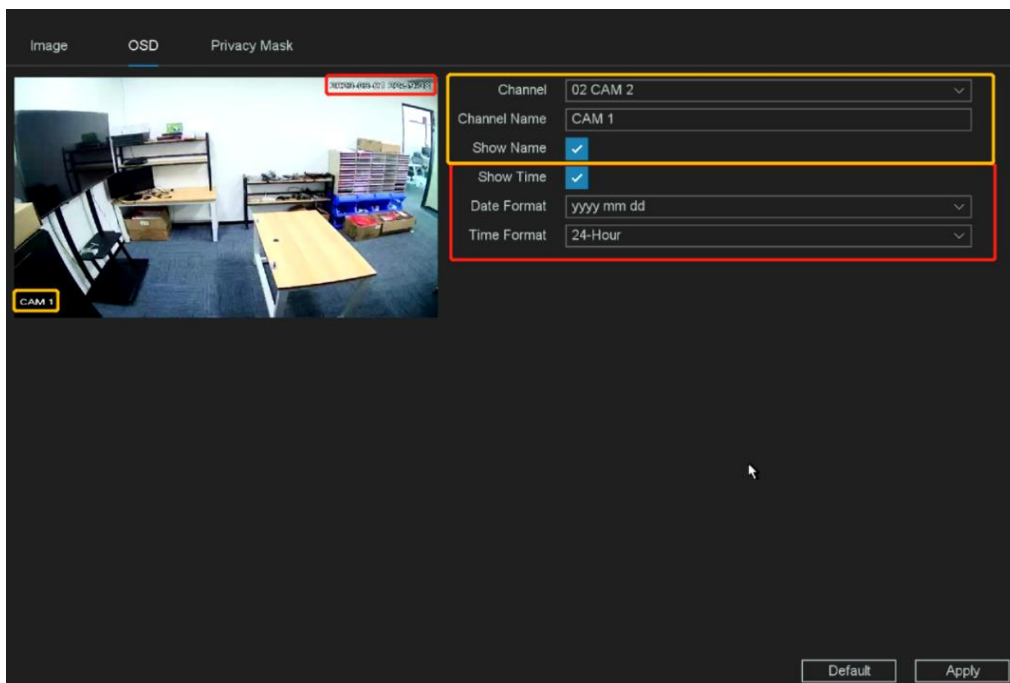 Image OSD Privacy Mask
Channel 02 CAM 2
Channel Name CAM 1
Show Name
Show Time
Date Format yyyy mm dd
Time Format 24-Hour
CAM 1
Default Apply